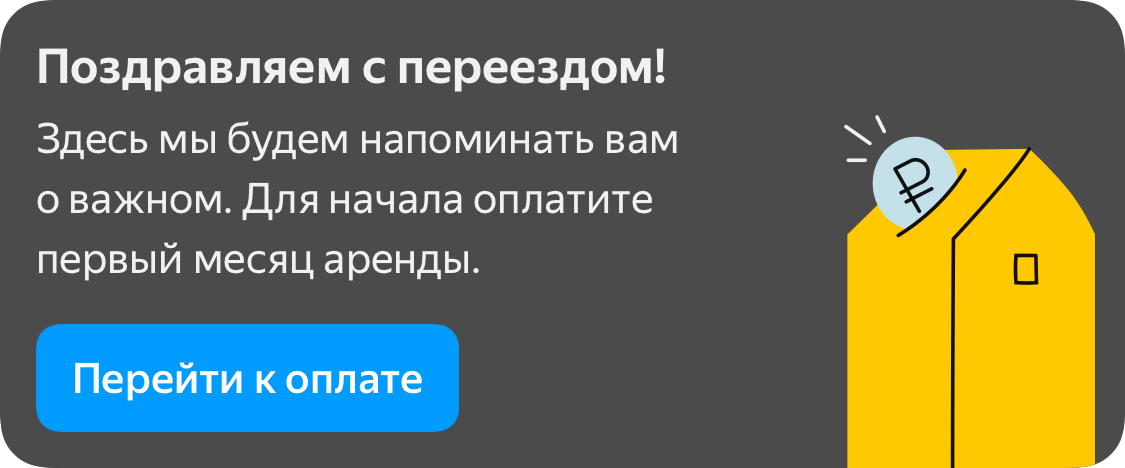 Поздравляем с переездом!
Здесь мы будем напоминать вам
о важном. Для начала оплатите
первый месяц аренды.
Перейти к оплате
₽